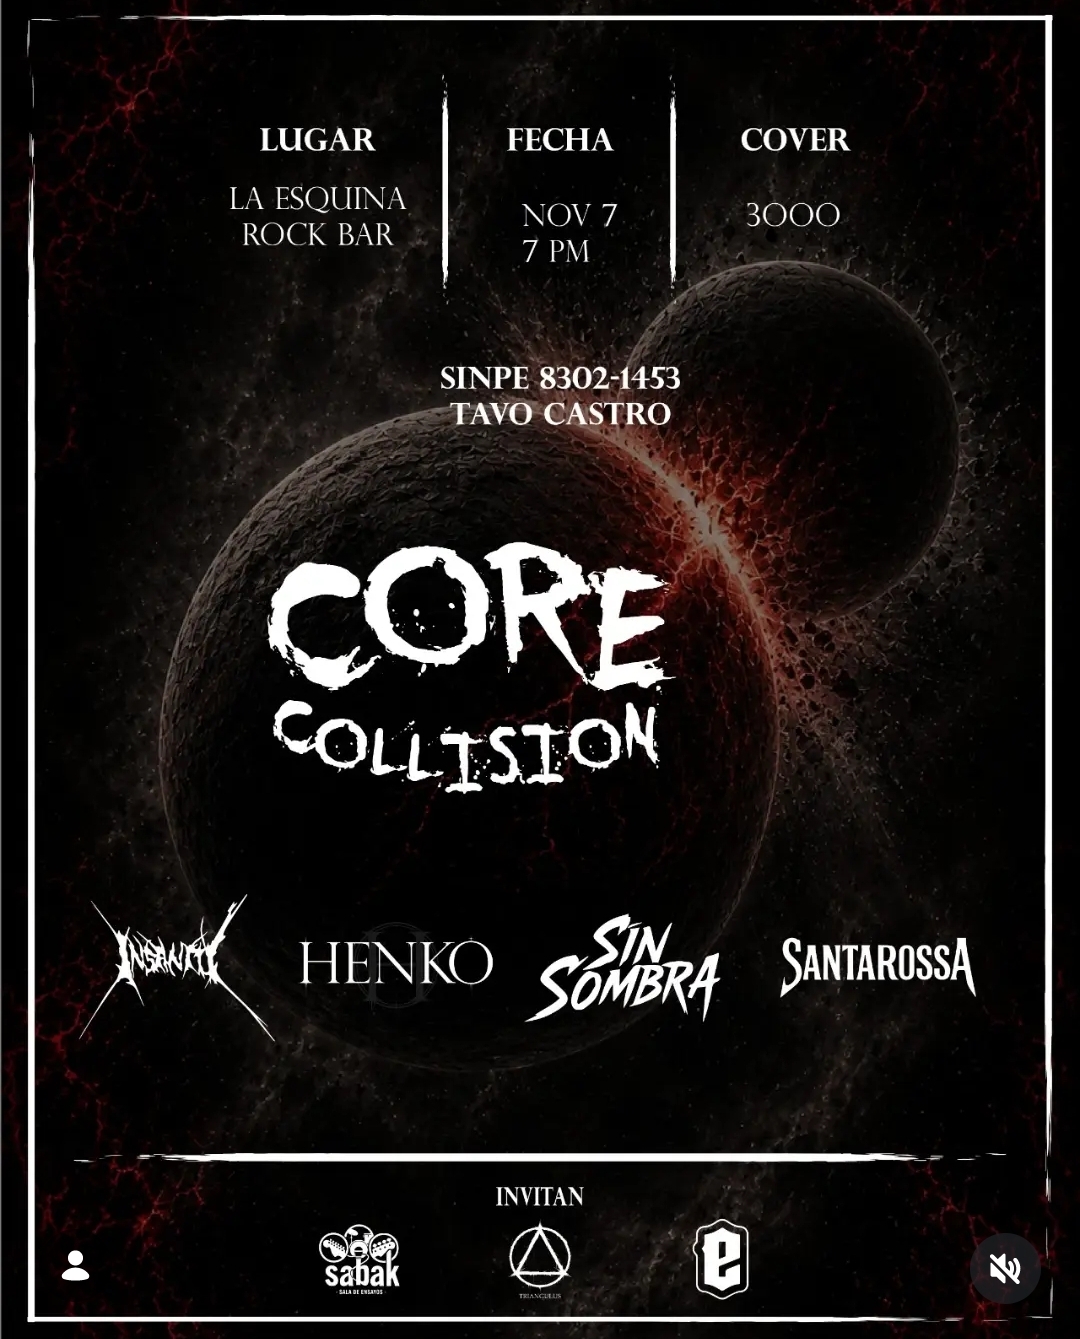 LUGAR
LA ESQUINA
ROCK BAR
FECHA
NOV 7
7 PM
COVER
3000
SINPE 8302-1453
TAVO CASTRO
CORE
COLLISION
INSANITY
HENKO
SIN
SOMBRA
SANTAROSSA
INVITAN
sabak
- SALA DE ENSAYOS -
TRIANGULUS
e